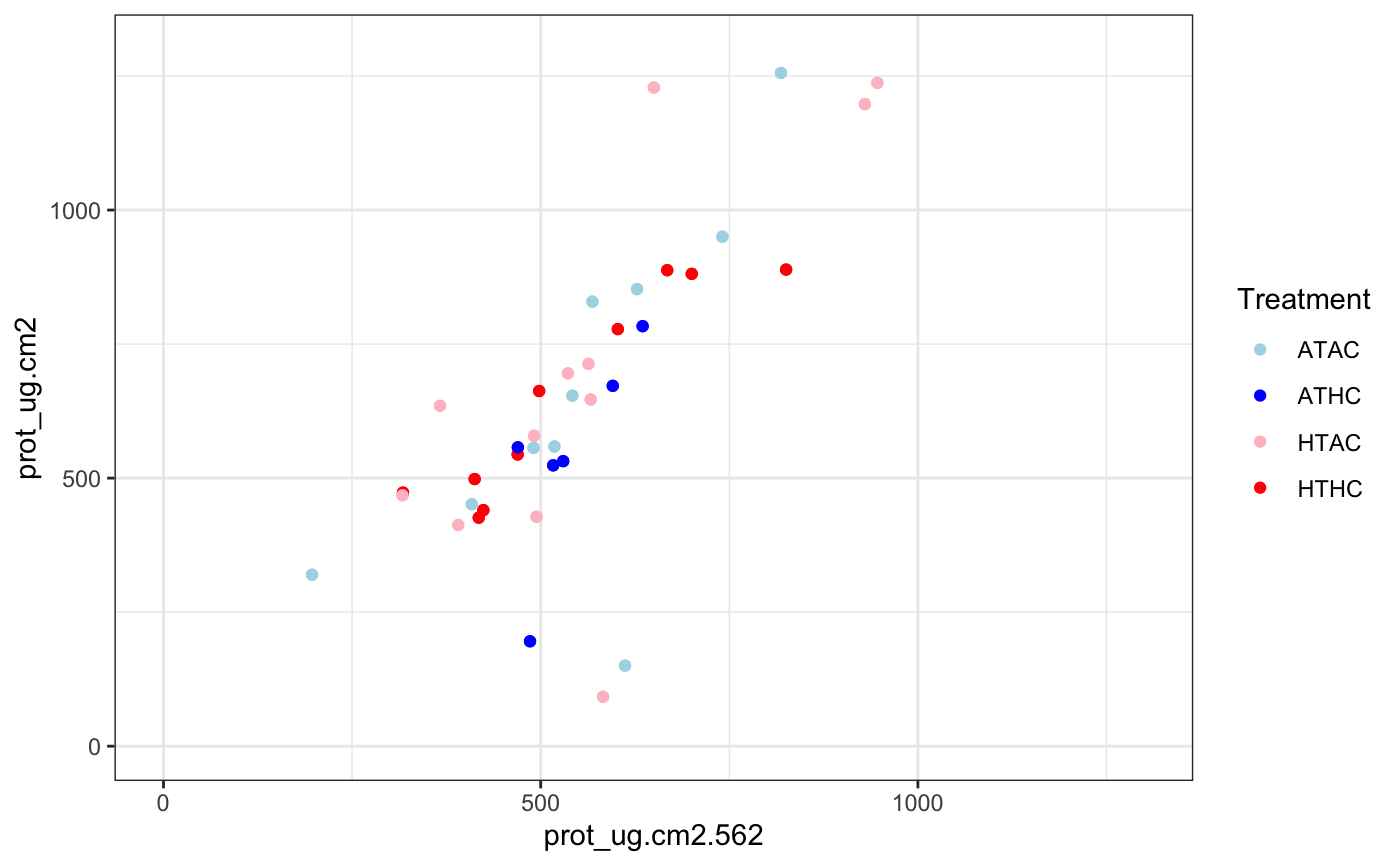 prot_ug.cm2
1000
500
0
0
500
1000
prot_ug.cm2.562
Treatment
ATAC
ATHC
HTAC
HTHC